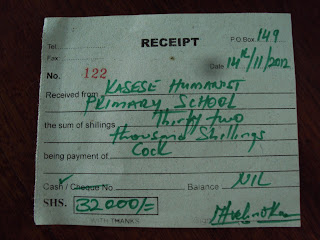 RECEIPT
P.O Box 149
Tel:
Fax
Date 14th/11/2012
No. 122
Received from KASESE HUMANIST
PRIMARY SCHOOL
the sum of shillings Thirty two
thousand Shillings
being payment of Cock
Cash / Cheque No Balance NIL
SHS. 32000/=
WITH THANKS